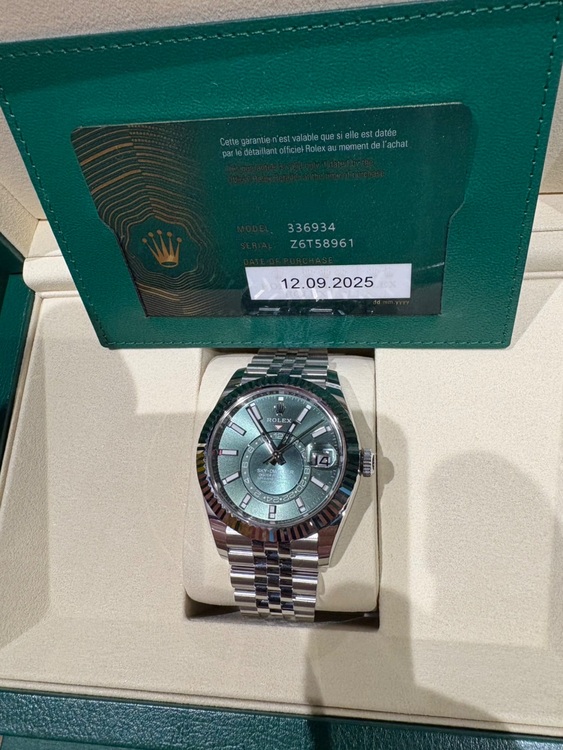 Cette garantie n'est valable que si elle est datée
par le détaillant officiel Rolex au moment de l'achat
MODEL 336934
SERIAL Z6T58961
DATE OF PURCHASE
12.09.2025
ROLEX